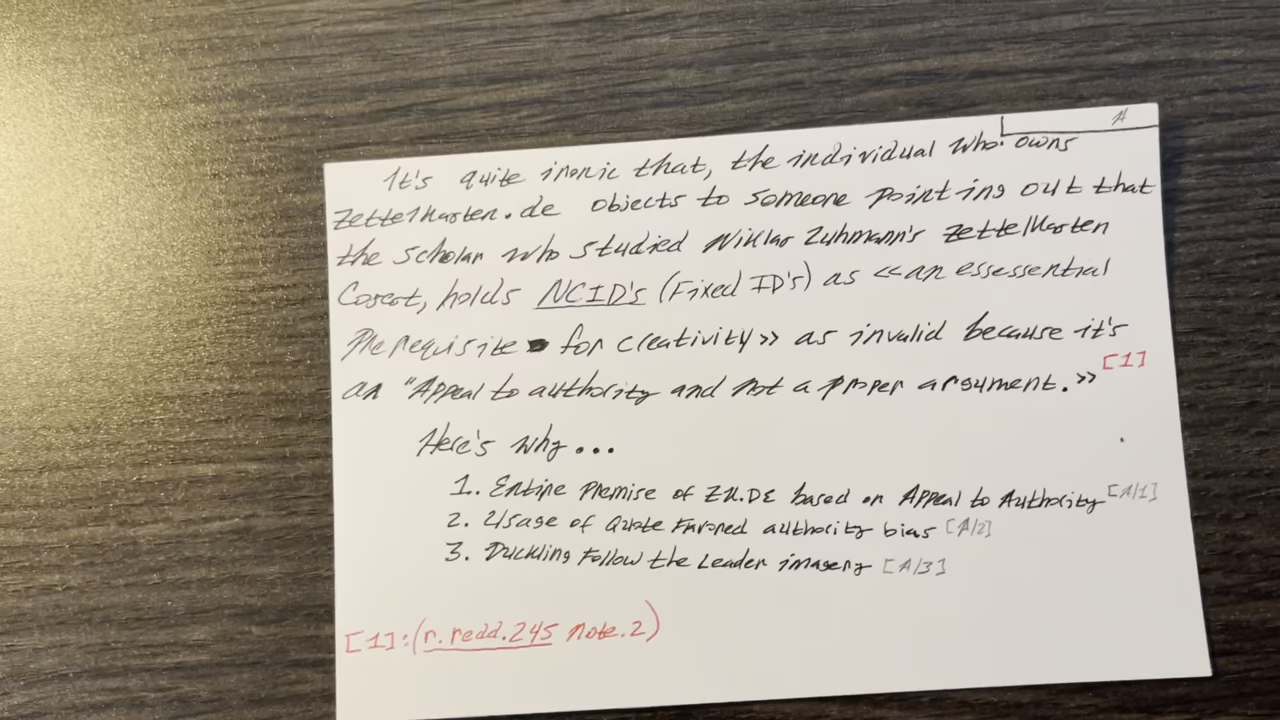 A
It's quite ironic that, the individual who owns
Zettelkasten.de objects to someone pointing out that
the scholar who studied Niklas Luhmann's Zettelkasten
Closest, holds NCID's (Fixed ID's) as <<an essessential
Prerequisite for creativity>> as invalid because it's
an "Appeal to authority and not a proper argument.>> [1]
Here's why...
1. Entire Premise of ZK.DE based on Appeal to Authority [A/1]
2. Usage of Quote Favored authority bias [A/2]
3. Duckling Follow the Leader imagery [A/3]
[1]:(r.redd.245 note.2)